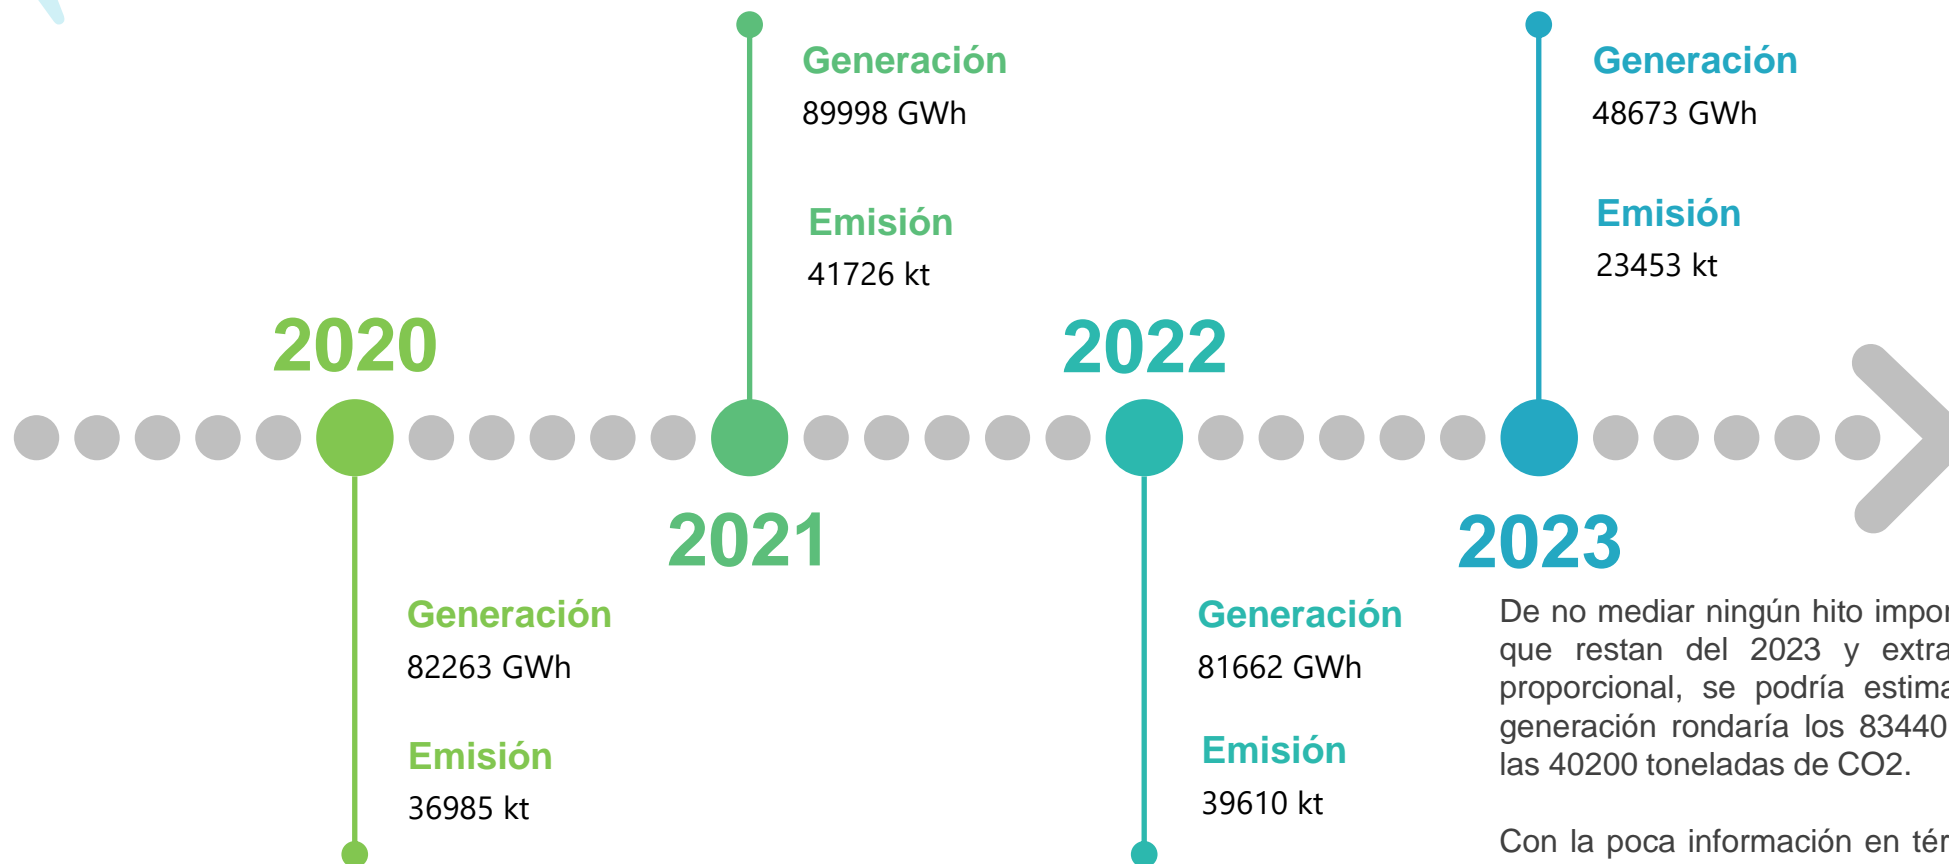 Generación
89998 GWh
Emisión
41726 kt
Generación
48673 GWh
Emisión
23453 kt
2020
2022
2021
2023
Generación
82263 GWh
Emisión
36985 kt
Generación
81662 GWh
Emisión
39610 kt
De no mediar ningún hito
que restan del 2023 y
proporcional, se podría
generación rondaría los 83440
las 40200 toneladas de CO2.
Con la poca información en